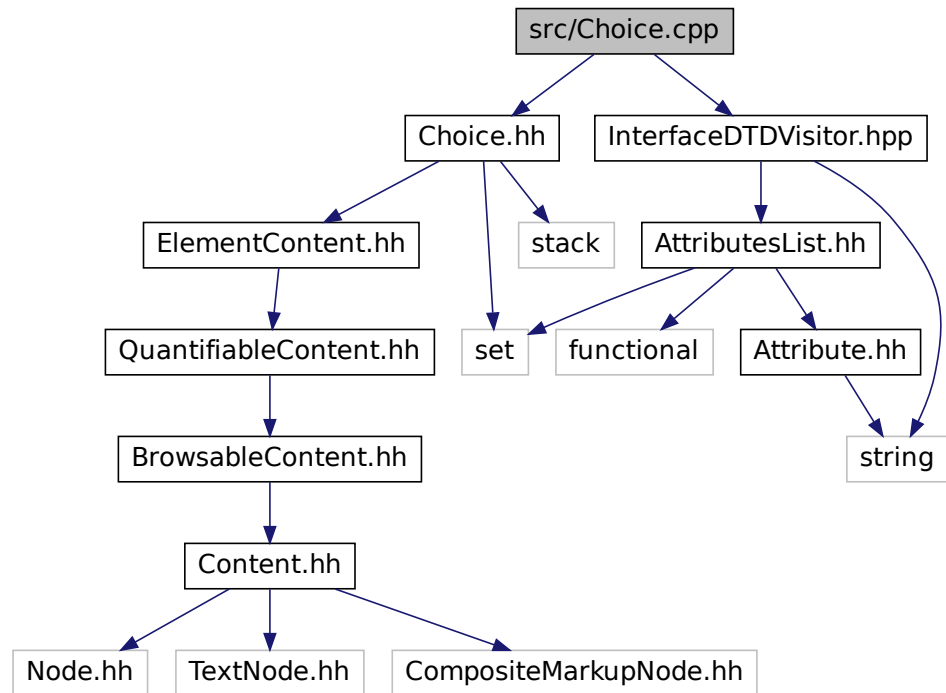 src/Choice.cpp
Choice.hh
InterfaceDTDVisitor.hpp
ElementContent.hh
stack
AttributesList.hh
QuantifiableContent.hh
set
functional
Attribute.hh
BrowsableContent.hh
string
Content.hh
Node.hh
TextNode.hh
CompositeMarkupNode.hh